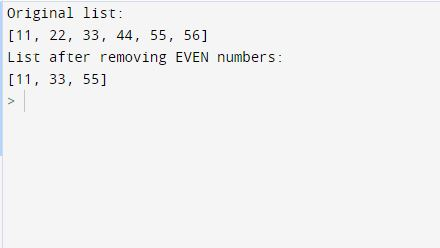 Original list:
[11, 22, 33, 44, 55, 56]
List after removing EVEN numbers:
[11, 33, 55]
>